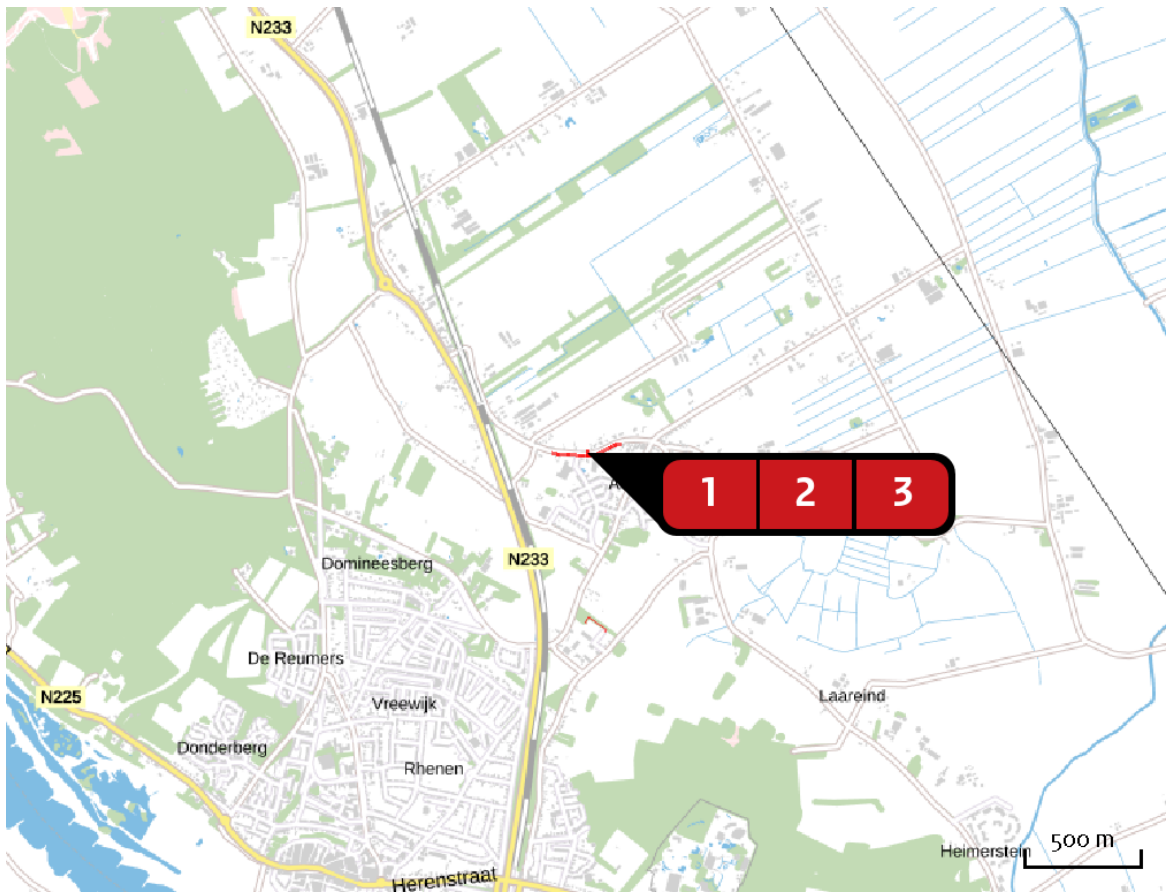 N233
1 2 3
N233
Domineesberg
De Reumers
N225
Vreewijk
Laareind
Donderberg
Rhenen
500 m
Heimerstein
Herenstraat